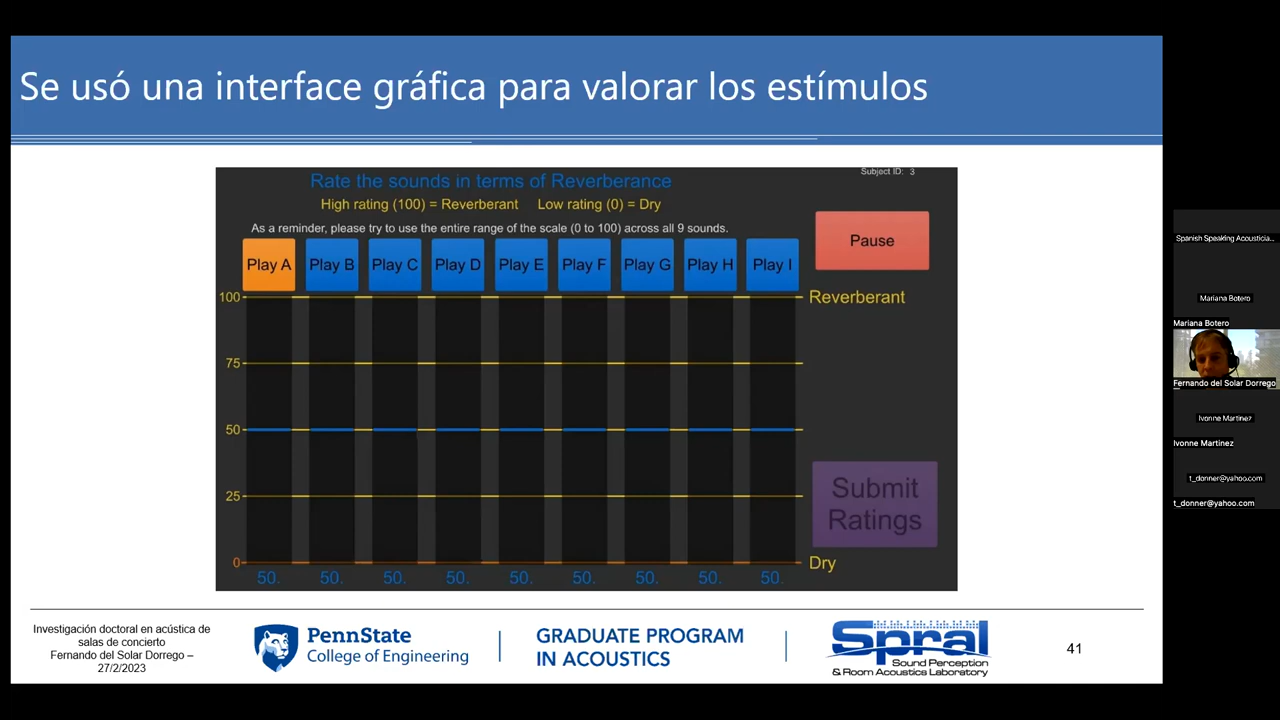 Se usó una interface gráfica para valorar los estímulos
Rate the sounds in terms of Reverberance
Subject ID: 3
High rating (100) = Reverberant Low rating (0) = Dry
As a reminder, please try to use the entire range of the scale (0 to 100) across all 9 sounds.
Pause
Play A Play B Play C Play D Play E Play F Play G Play H Play I
100 Reverberant
75
50
25
Submit
Ratings
0 Dry
50. 50. 50. 50. 50. 50. 50. 50. 50.
Investigación doctoral en acústica de
salas de concierto
Fernando del Solar Dorrego –
27/2/2023
PennState
College of Engineering
GRADUATE PROGRAM
IN ACOUSTICS
Spral
Sound Perception
& Room Acoustics Laboratory
41
Spanish Speaking Acousticia...
Mariana Botero
Mariana Botero
Fernando del Solar Dorrego
Ivonne Martinez
Ivonne Martinez
t_donner@yahoo.com
t_donner@yahoo.com